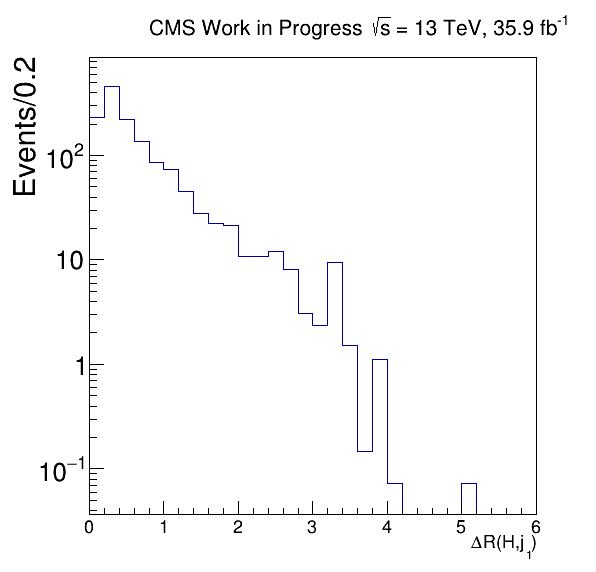 CMS Work in Progress √s = 13 TeV, 35.9 fb⁻¹
Events/0.2
10²
10
1
10⁻¹
0 1 2 3 4 5 6
ΔR(H,j₁)